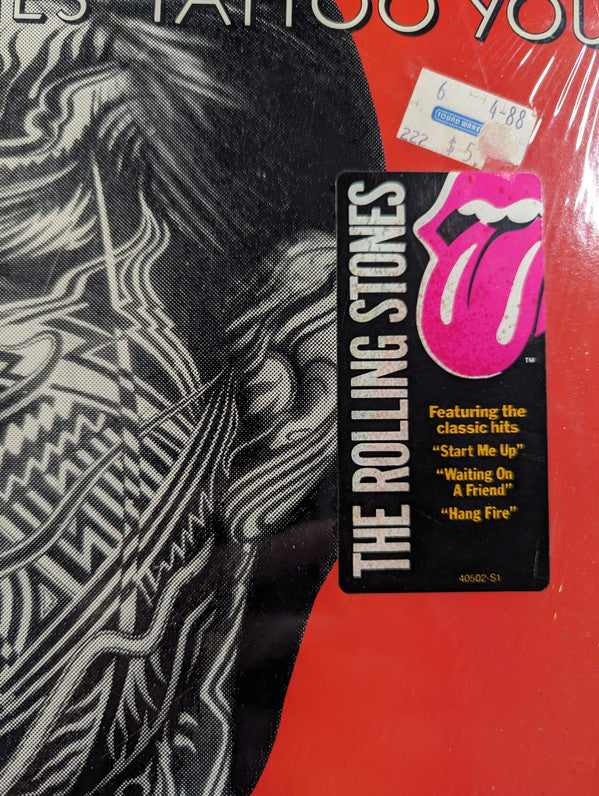 ES TATTOO YOU
6 4-88
SOUND WAREHOUSE
222 $5
THE ROLLING STONES
TM
Featuring the
classic hits
"Start Me Up"
"Waiting On
A Friend"
"Hang Fire"
40502-S1